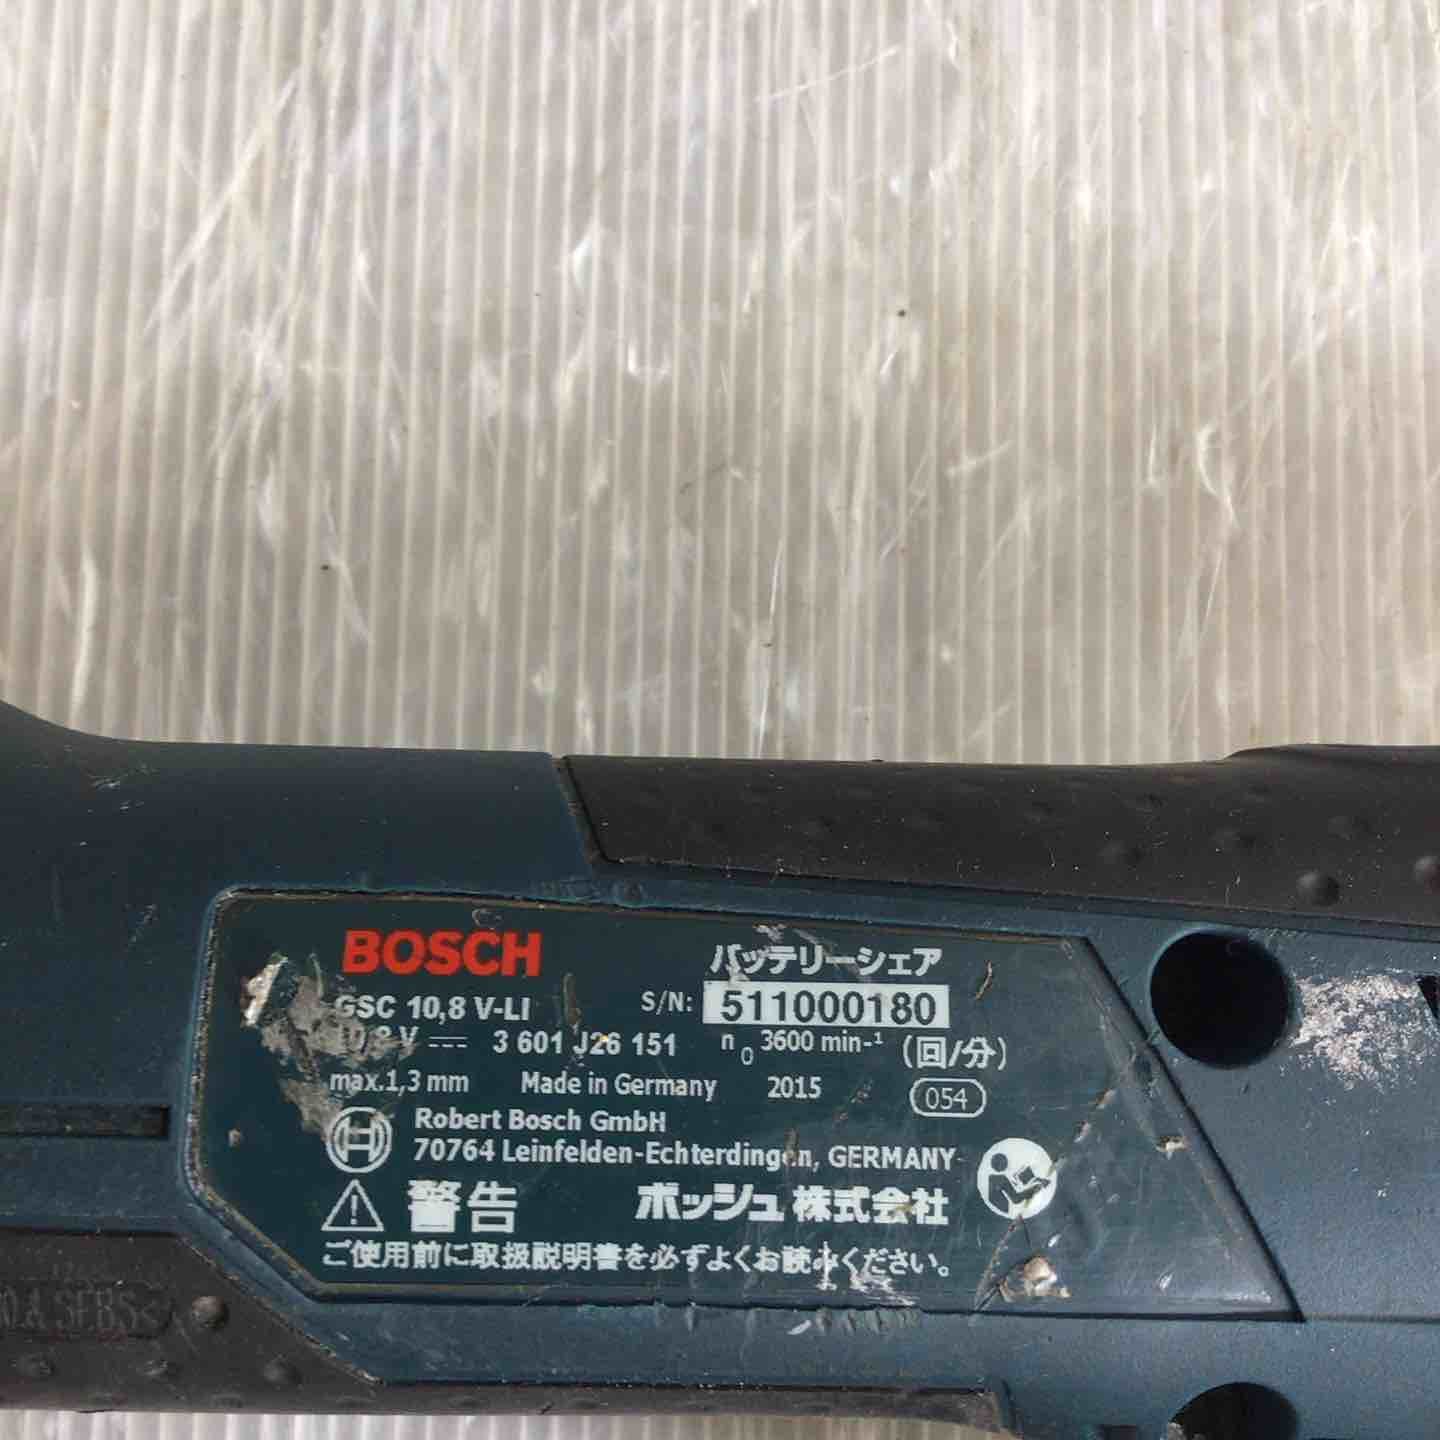 BOSCH
バッテリーシェア
GSC 10,8 V-LI
S/N: 511000180
10,8 V ⎓ 3 601 J26 151
n₀ 3600 min⁻¹ (回/分)
max.1,3 mm Made in Germany 2015
054
Robert Bosch GmbH
70764 Leinfelden-Echterdingen, GERMANY
警告
ボッシュ株式会社
ご使用前に取扱説明書を必ずよくお読みください。